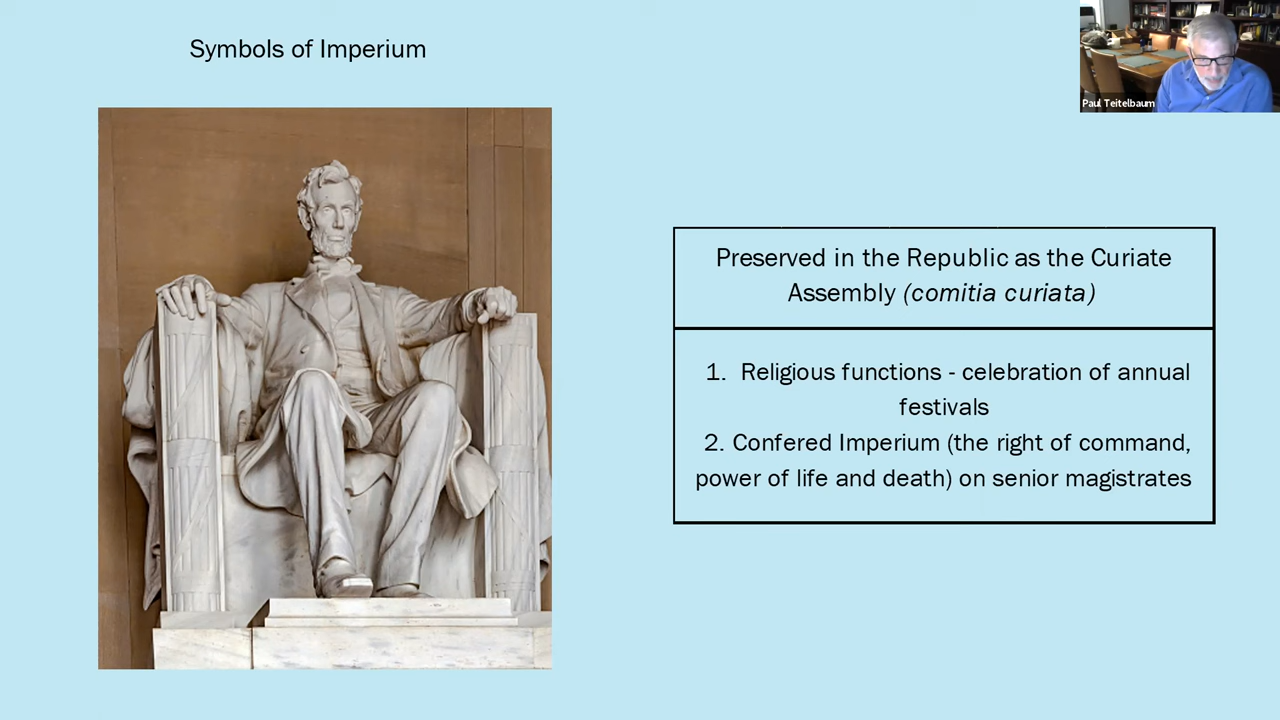 Symbols of Imperium
Paul Teitelbaum
Preserved in the Republic as the Curiate
Assembly (comitia curiata)
1. Religious functions - celebration of annual
festivals
2. Confered Imperium (the right of command,
power of life and death) on senior magistrates